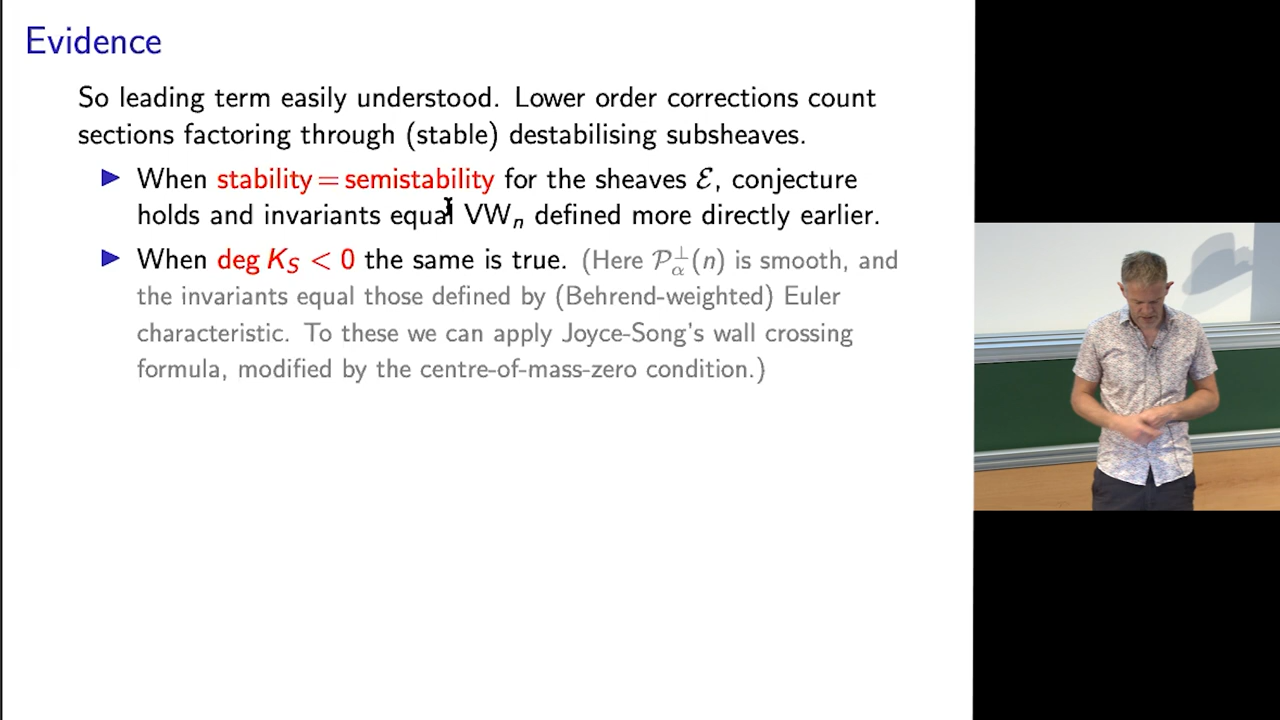 Evidence
So leading term easily understood. Lower order corrections count
sections factoring through (stable) destabilising subsheaves.
▶ When stability = semistability for the sheaves ℰ, conjecture
holds and invariants equal VWₙ defined more directly earlier.
▶ When deg K_S < 0 the same is true. (Here 𝒫_α^⊥(n) is smooth, and
the invariants equal those defined by (Behrend-weighted) Euler
characteristic. To these we can apply Joyce-Song's wall crossing
formula, modified by the centre-of-mass-zero condition.)